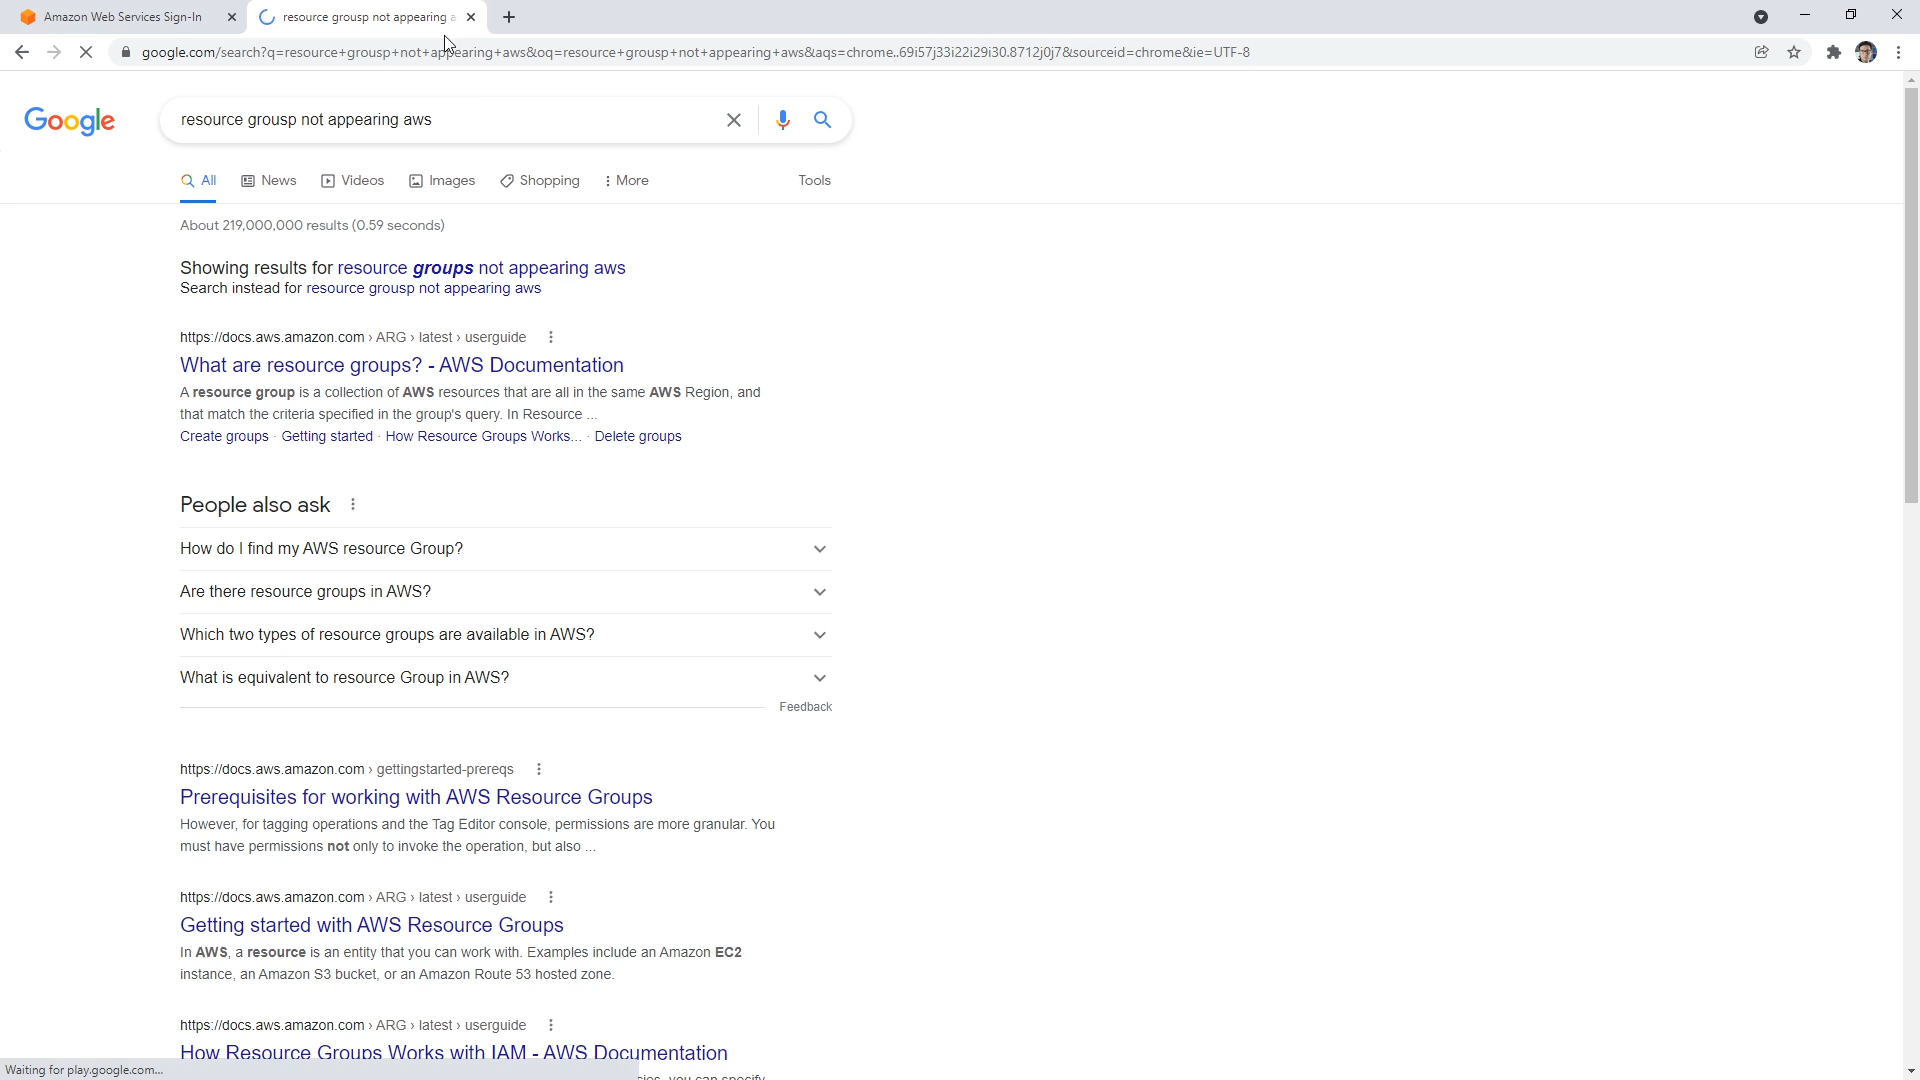 Amazon Web Services Sign-In
resource grousp not appearing a
google.com/search?q=resource+grousp+not+appearing+aws&oq=resource+grousp+not+appearing+aws&aqs=chrome..69i57j33i22i29i30.8712j0j7&sourceid=chrome&ie=UTF-8
Google
resource grousp not appearing aws
All News Videos Images Shopping More Tools
About 219,000,000 results (0.59 seconds)
Showing results for resource groups not appearing aws
Search instead for resource grousp not appearing aws
https://docs.aws.amazon.com › ARG › latest › userguide
What are resource groups? - AWS Documentation
A resource group is a collection of AWS resources that are all in the same AWS Region, and
that match the criteria specified in the group's query. In Resource ...
Create groups · Getting started · How Resource Groups Works... · Delete groups
People also ask
How do I find my AWS resource Group?
Are there resource groups in AWS?
Which two types of resource groups are available in AWS?
What is equivalent to resource Group in AWS?
Feedback
https://docs.aws.amazon.com › gettingstarted-prereqs
Prerequisites for working with AWS Resource Groups
However, for tagging operations and the Tag Editor console, permissions are more granular. You
must have permissions not only to invoke the operation, but also ...
https://docs.aws.amazon.com › ARG › latest › userguide
Getting started with AWS Resource Groups
In AWS, a resource is an entity that you can work with. Examples include an Amazon EC2
instance, an Amazon S3 bucket, or an Amazon Route 53 hosted zone.
https://docs.aws.amazon.com › ARG › latest › userguide
How Resource Groups Works with IAM - AWS Documentation
Waiting for play.google.com...
you can specify